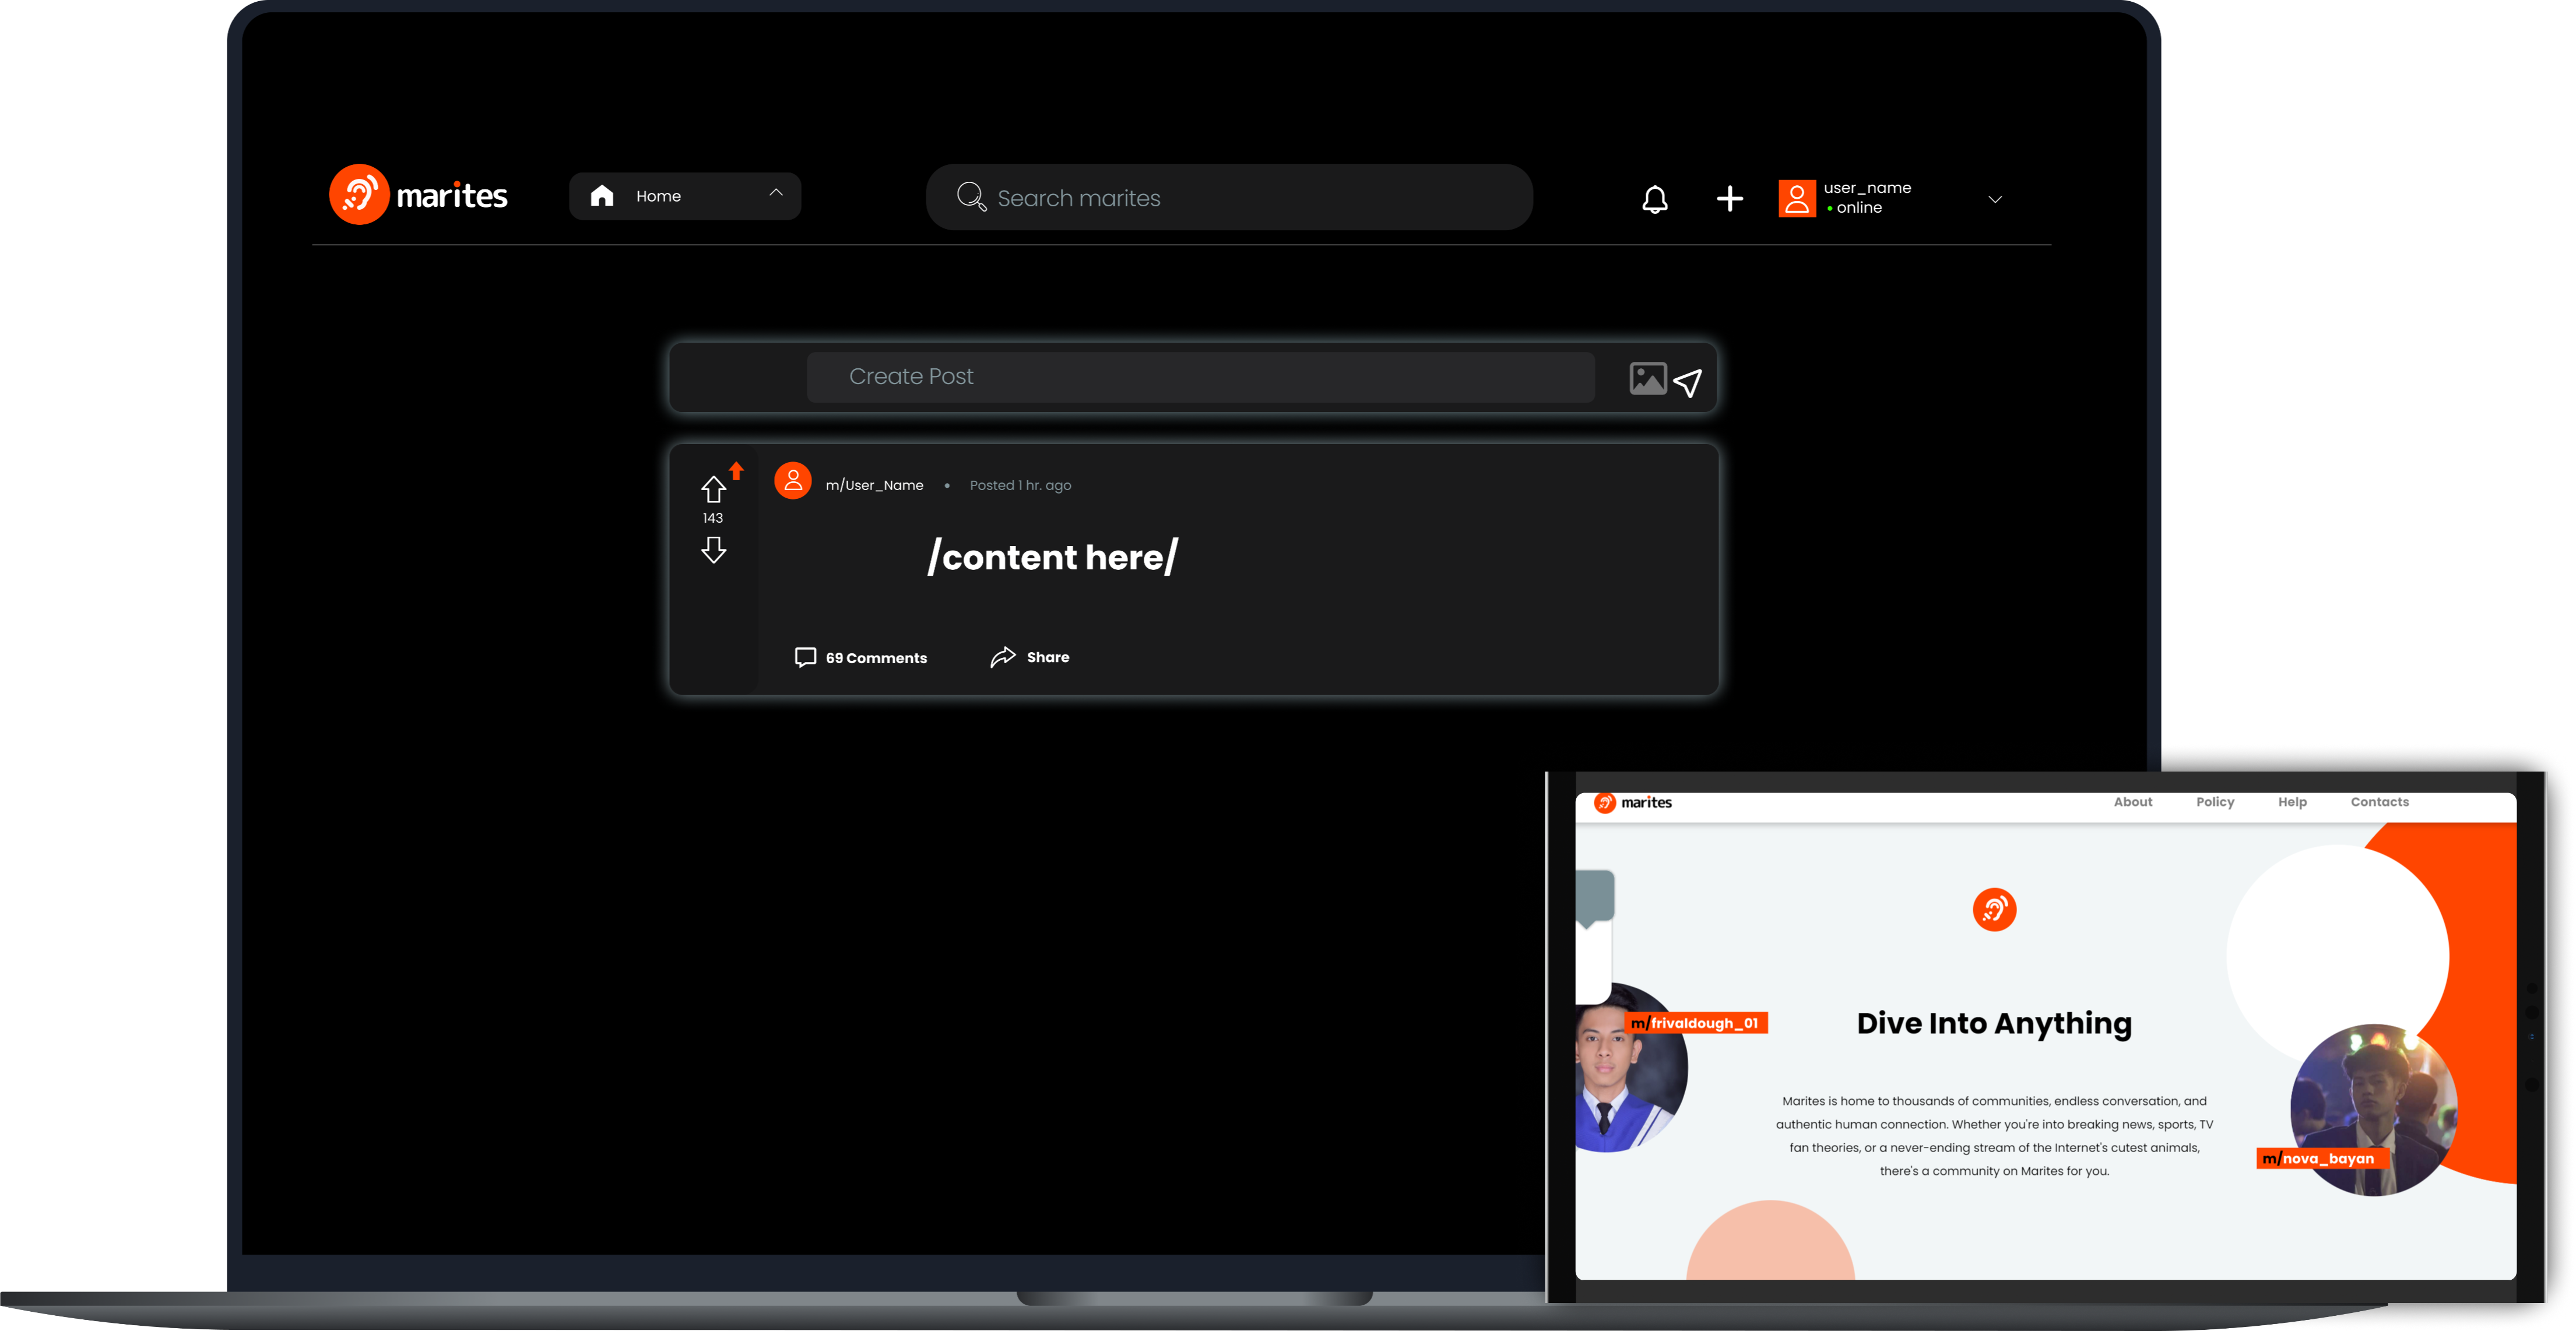 marites
Home
Search marites
user_name
• online
Create Post
m/User_Name • Posted 1 hr. ago
143
/content here/
69 Comments
Share
marites
About Policy Help Contacts
m/frivaldough_01
Dive Into Anything
Marites is home to thousands of communities, endless conversation, and
authentic human connection. Whether you're into breaking news, sports, TV
fan theories, or a never-ending stream of the Internet's cutest animals,
there's a community on Marites for you.
m/nova_bayan